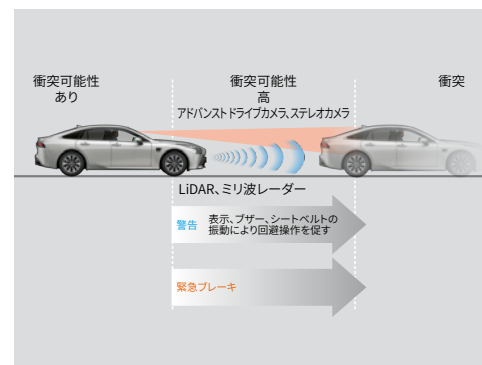 衝突可能性
あり
衝突可能性
高
衝突
アドバンストドライブカメラ、ステレオカメラ
LiDAR、ミリ波レーダー
警告
表示、ブザー、シートベルトの
振動により回避操作を促す
緊急ブレーキ